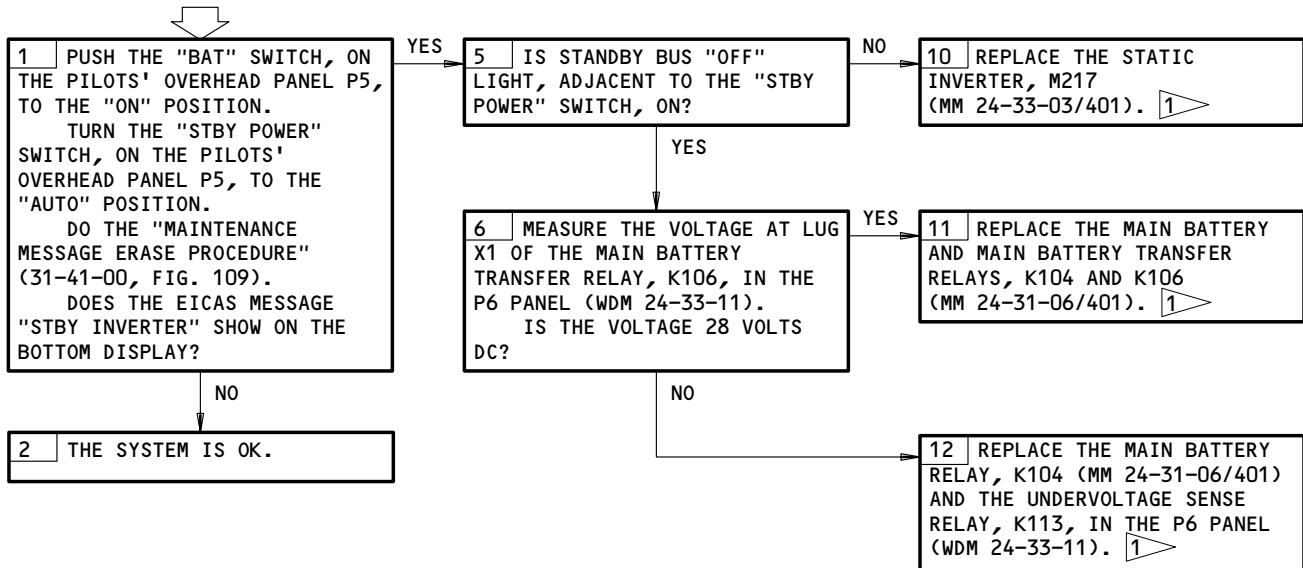 1 PUSH THE "BAT" SWITCH, ON
THE PILOTS' OVERHEAD PANEL P5,
TO THE "ON" POSITION.
TURN THE "STBY POWER"
SWITCH, ON THE PILOTS'
OVERHEAD PANEL P5, TO THE
"AUTO" POSITION.
DO THE "MAINTENANCE
MESSAGE ERASE PROCEDURE"
(31-41-00, FIG. 109).
DOES THE EICAS MESSAGE
"STBY INVERTER" SHOW ON THE
BOTTOM DISPLAY?
NO
2 THE SYSTEM IS OK.
YES
5 IS STANDBY BUS "OFF"
LIGHT, ADJACENT TO THE "STBY
POWER" SWITCH, ON?
YES
6 MEASURE THE VOLTAGE AT LUG
X1 OF THE MAIN BATTERY
TRANSFER RELAY, K106, IN THE
P6 PANEL (WDM 24-33-11).
IS THE VOLTAGE 28 VOLTS
DC?
NO
NO
10 REPLACE THE STATIC
INVERTER, M217
(MM 24-33-03/401). 1
YES
11 REPLACE THE MAIN BATTERY
AND MAIN BATTERY TRANSFER
RELAYS, K104 AND K106
(MM 24-31-06/401). 1
12 REPLACE THE MAIN BATTERY
RELAY, K104 (MM 24-31-06/401)
AND THE UNDERVOLTAGE SENSE
RELAY, K113, IN THE P6 PANEL
(WDM 24-33-11). 1